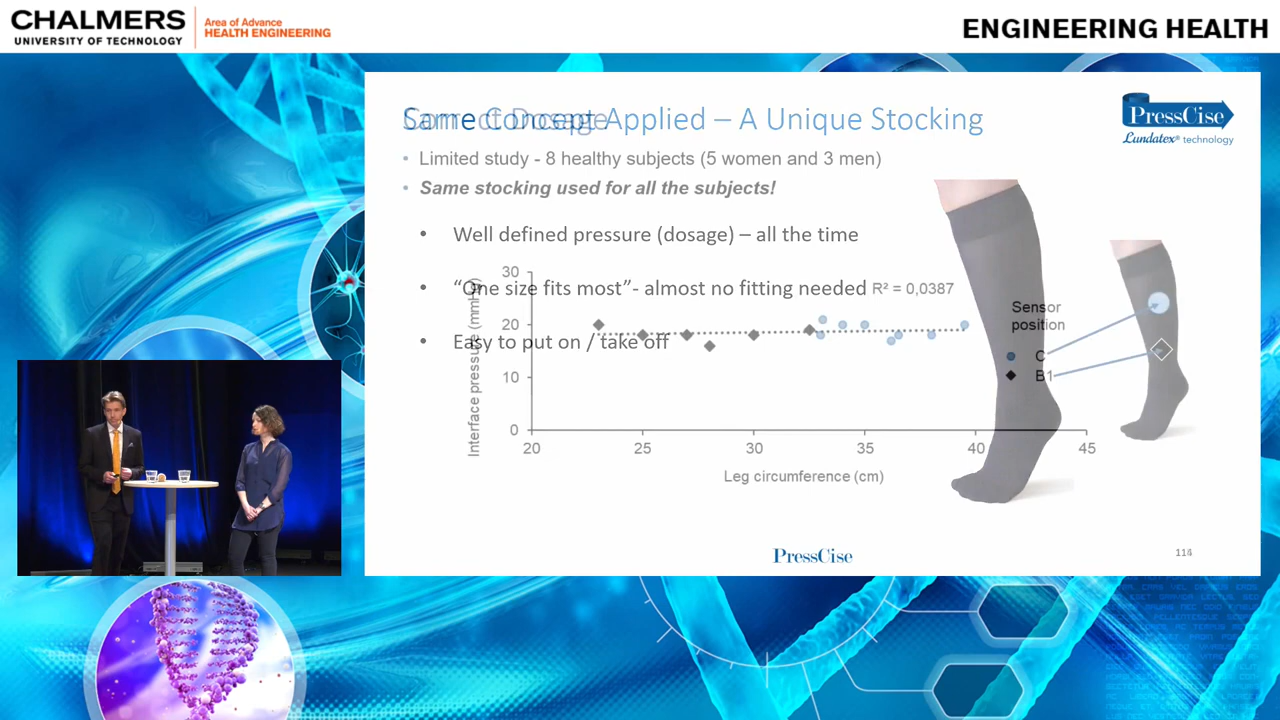 CHALMERS
UNIVERSITY OF TECHNOLOGY
Area of Advance
HEALTH ENGINEERING
ENGINEERING HEALTH
Same Concept Applied – A Unique Stocking
Correct Dosage
PressCise
Lundatex® technology
• Limited study - 8 healthy subjects (5 women and 3 men)
• Same stocking used for all the subjects!
• Well defined pressure (dosage) – all the time
• “One size fits most”- almost no fitting needed
• Easy to put on / take off
R² = 0,0387
Sensor
position
C
B1
Interface pressure (mmHg)
30
20
10
0
20 25 30 35 40 45
Leg circumference (cm)
PressCise